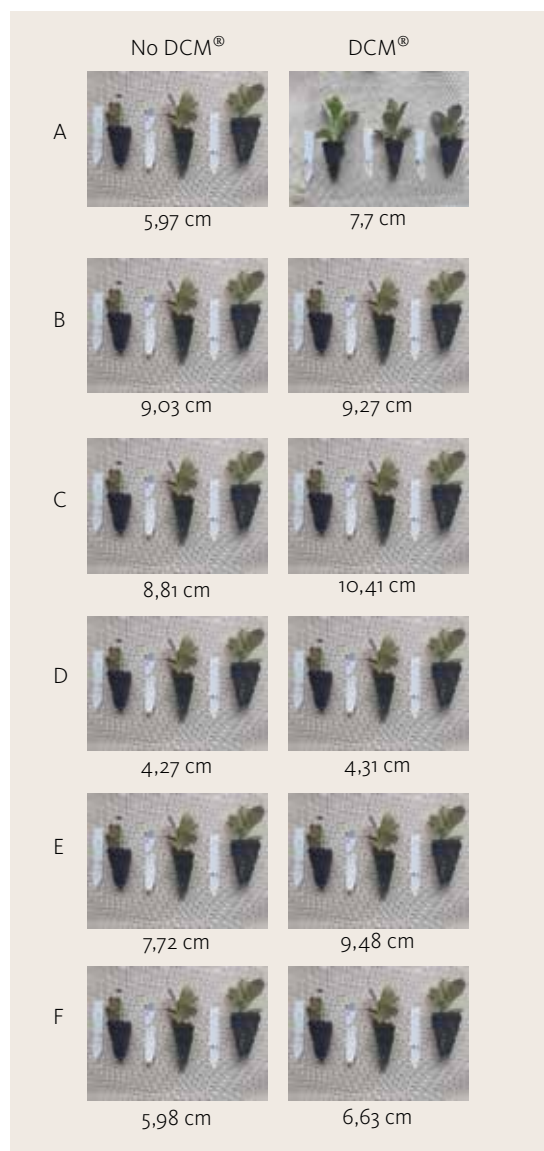 No DCM® DCM®
A
5,97 cm 7,7 cm
B
9,03 cm 9,27 cm
C
8,81 cm 10,41 cm
D
4,27 cm 4,31 cm
E
7,72 cm 9,48 cm
F
5,98 cm 6,63 cm